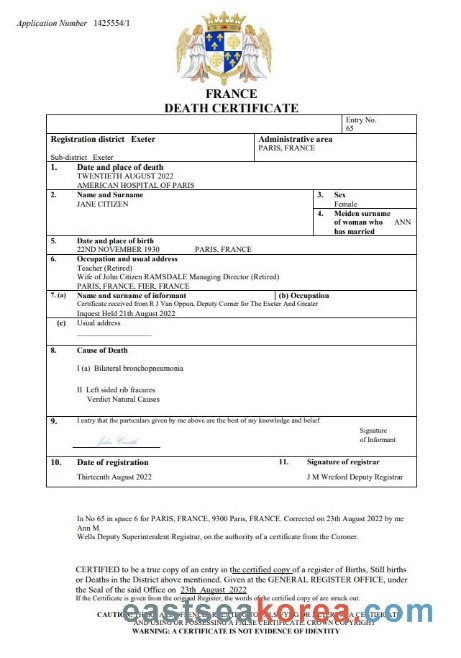 Application Number 1425554/1
FRANCE
DEATH CERTIFICATE
Entry No.
65
Registration district Exeter
Administrative area
PARIS, FRANCE
Sub-district Exeter
1. Date and place of death
TWENTIETH AUGUST 2022
AMERICAN HOSPITAL OF PARIS
2. Name and Surname
JANE CITIZEN
3. Sex
Female
4. Meiden surname
of woman who ANN
has married
5. Date and place of birth
22ND NOVEMBER 1930 PARIS, FRANCE
6. Occupation and usual address
Teacher (Retired)
Wife of John Citizen RAMSDALE Managing Director (Retired)
PARIS, FRANCE, FIER, FRANCE
7. (a) Name and surname of informant (b) Occupation
Certificate received from R J Van Oppon, Deputy Corner for The Exeter And Greater
Inquest Held 21th August 2022
(c) Usual address
8. Cause of Death
I (a) Bilateral bronchopneumonia
II Left sided rib fracures
Verdict Natural Causes
9. I entry that the particulars given by me above are the best of my knowledge and belief
Signature
of Informant
10. Date of registration
Thirteenth August 2022
11. Signature of registrar
J M Wreford Deputy Registrar
In No 65 in space 6 for PARIS, FRANCE, 9300 Paris, FRANCE. Corrected on 23th August 2022 by me
Ann M
Wells Deputy Superintendent Registrar, on the authority of a certificate from the Coroner.
CERTIFIED to be a true copy of an entry in the certified copy of a register of Births, Still births
or Deaths in the District above mentioned. Given at the GENERAL REGISTER OFFICE, under
the Seal of the said Office on 23th August 2022
If the Certificate is given from the original Register, the words of the certified copy of are struck out.
CAUTION: THERE ARE OFFENCES RELATING TO FALSIFYING OR ALTERING A CERTIFICATE
AND USING OR POSSESSING A FALSE CERTIFICATE. CROWN COPYRIGHT
eastseakorea.com
WARNING: A CERTIFICATE IS NOT EVIDENCE OF IDENTITY